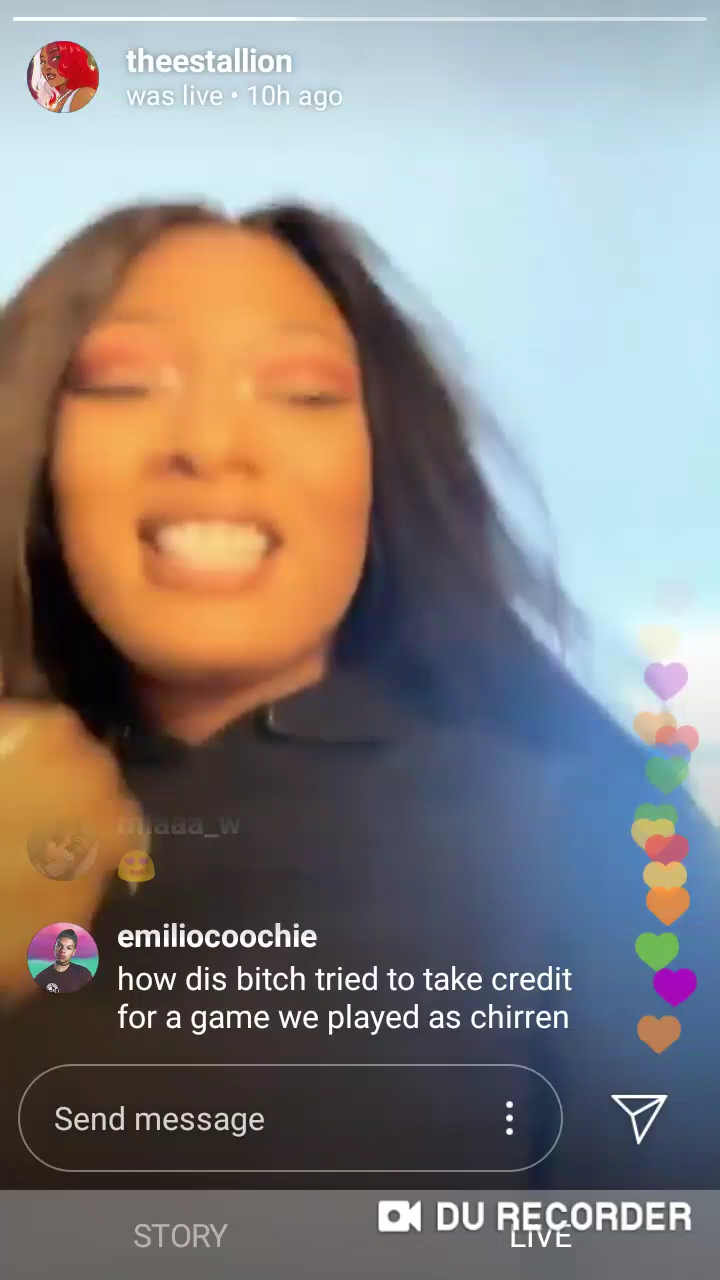 theestallion
was live • 10h ago
miaaa_w
😍
emiliocoochie
how dis bitch tried to take credit
for a game we played as chirren
Send message
DU RECORDER
STORY
LIVE